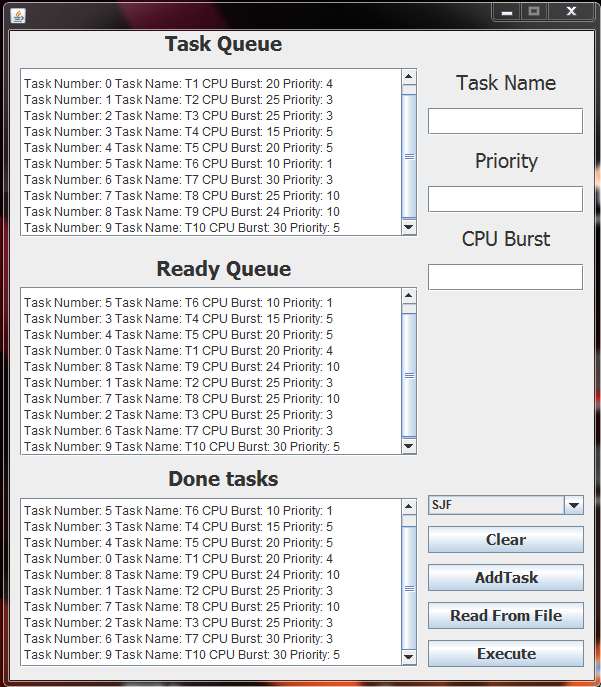 Task Queue
Task Number: 0 Task Name: T1 CPU Burst: 20 Priority: 4
Task Number: 1 Task Name: T2 CPU Burst: 25 Priority: 3
Task Number: 2 Task Name: T3 CPU Burst: 25 Priority: 3
Task Number: 3 Task Name: T4 CPU Burst: 15 Priority: 5
Task Number: 4 Task Name: T5 CPU Burst: 20 Priority: 5
Task Number: 5 Task Name: T6 CPU Burst: 10 Priority: 1
Task Number: 6 Task Name: T7 CPU Burst: 30 Priority: 3
Task Number: 7 Task Name: T8 CPU Burst: 25 Priority: 10
Task Number: 8 Task Name: T9 CPU Burst: 24 Priority: 10
Task Number: 9 Task Name: T10 CPU Burst: 30 Priority: 5
Task Name
Priority
CPU Burst
Ready Queue
Task Number: 5 Task Name: T6 CPU Burst: 10 Priority: 1
Task Number: 3 Task Name: T4 CPU Burst: 15 Priority: 5
Task Number: 4 Task Name: T5 CPU Burst: 20 Priority: 5
Task Number: 0 Task Name: T1 CPU Burst: 20 Priority: 4
Task Number: 8 Task Name: T9 CPU Burst: 24 Priority: 10
Task Number: 1 Task Name: T2 CPU Burst: 25 Priority: 3
Task Number: 7 Task Name: T8 CPU Burst: 25 Priority: 10
Task Number: 2 Task Name: T3 CPU Burst: 25 Priority: 3
Task Number: 6 Task Name: T7 CPU Burst: 30 Priority: 3
Task Number: 9 Task Name: T10 CPU Burst: 30 Priority: 5
Done tasks
Task Number: 5 Task Name: T6 CPU Burst: 10 Priority: 1
Task Number: 3 Task Name: T4 CPU Burst: 15 Priority: 5
Task Number: 4 Task Name: T5 CPU Burst: 20 Priority: 5
Task Number: 0 Task Name: T1 CPU Burst: 20 Priority: 4
Task Number: 8 Task Name: T9 CPU Burst: 24 Priority: 10
Task Number: 1 Task Name: T2 CPU Burst: 25 Priority: 3
Task Number: 7 Task Name: T8 CPU Burst: 25 Priority: 10
Task Number: 2 Task Name: T3 CPU Burst: 25 Priority: 3
Task Number: 6 Task Name: T7 CPU Burst: 30 Priority: 3
Task Number: 9 Task Name: T10 CPU Burst: 30 Priority: 5
SJF
Clear
AddTask
Read From File
Execute